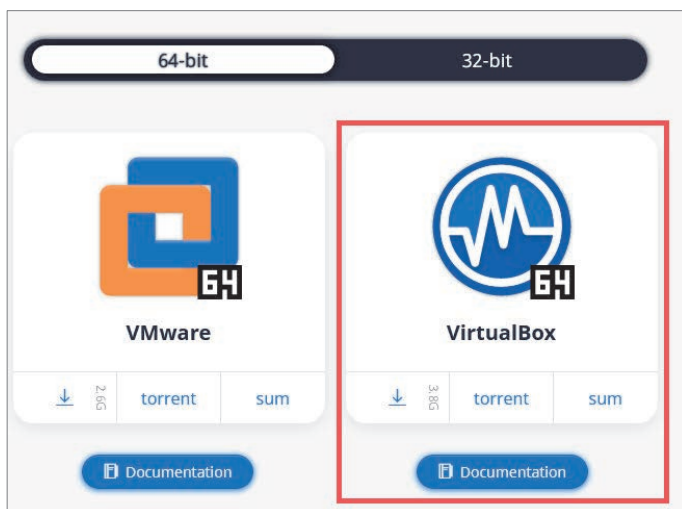 64-bit 32-bit
64 64
VMware VirtualBox
2.6G torrent sum 3.8G torrent sum
Documentation Documentation